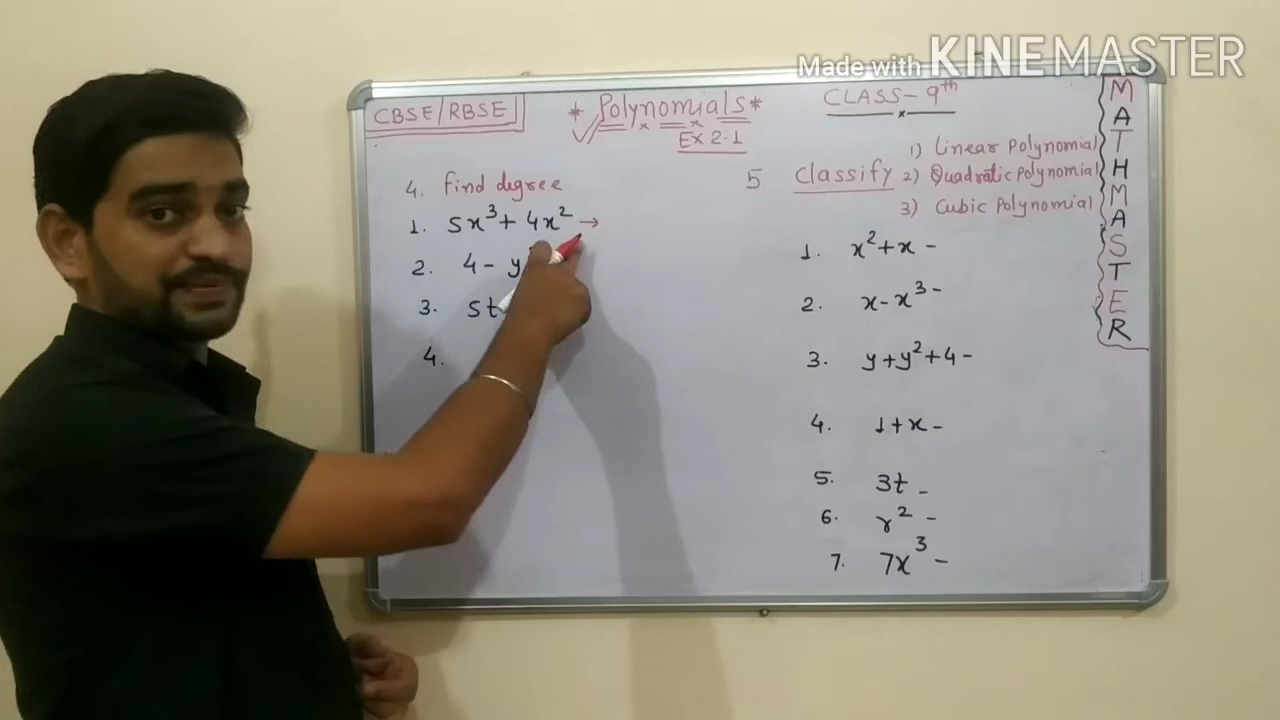 Made with KINEMASTER
CBSE/RBSE
* Polynomials *
Ex 2.1
CLASS-9th
4. find degree
1. 5x³ + 4x² →
2. 4 - y
3. 5t
4.
5 Classify
1) Linear Polynomial
2) Quadratic Polynomial
3) Cubic Polynomial
1. x² + x -
2. x - x³ -
3. y + y² + 4 -
4. 1 + x -
5. 3t -
6. r² -
7. 7x³ -
MATHMASTER